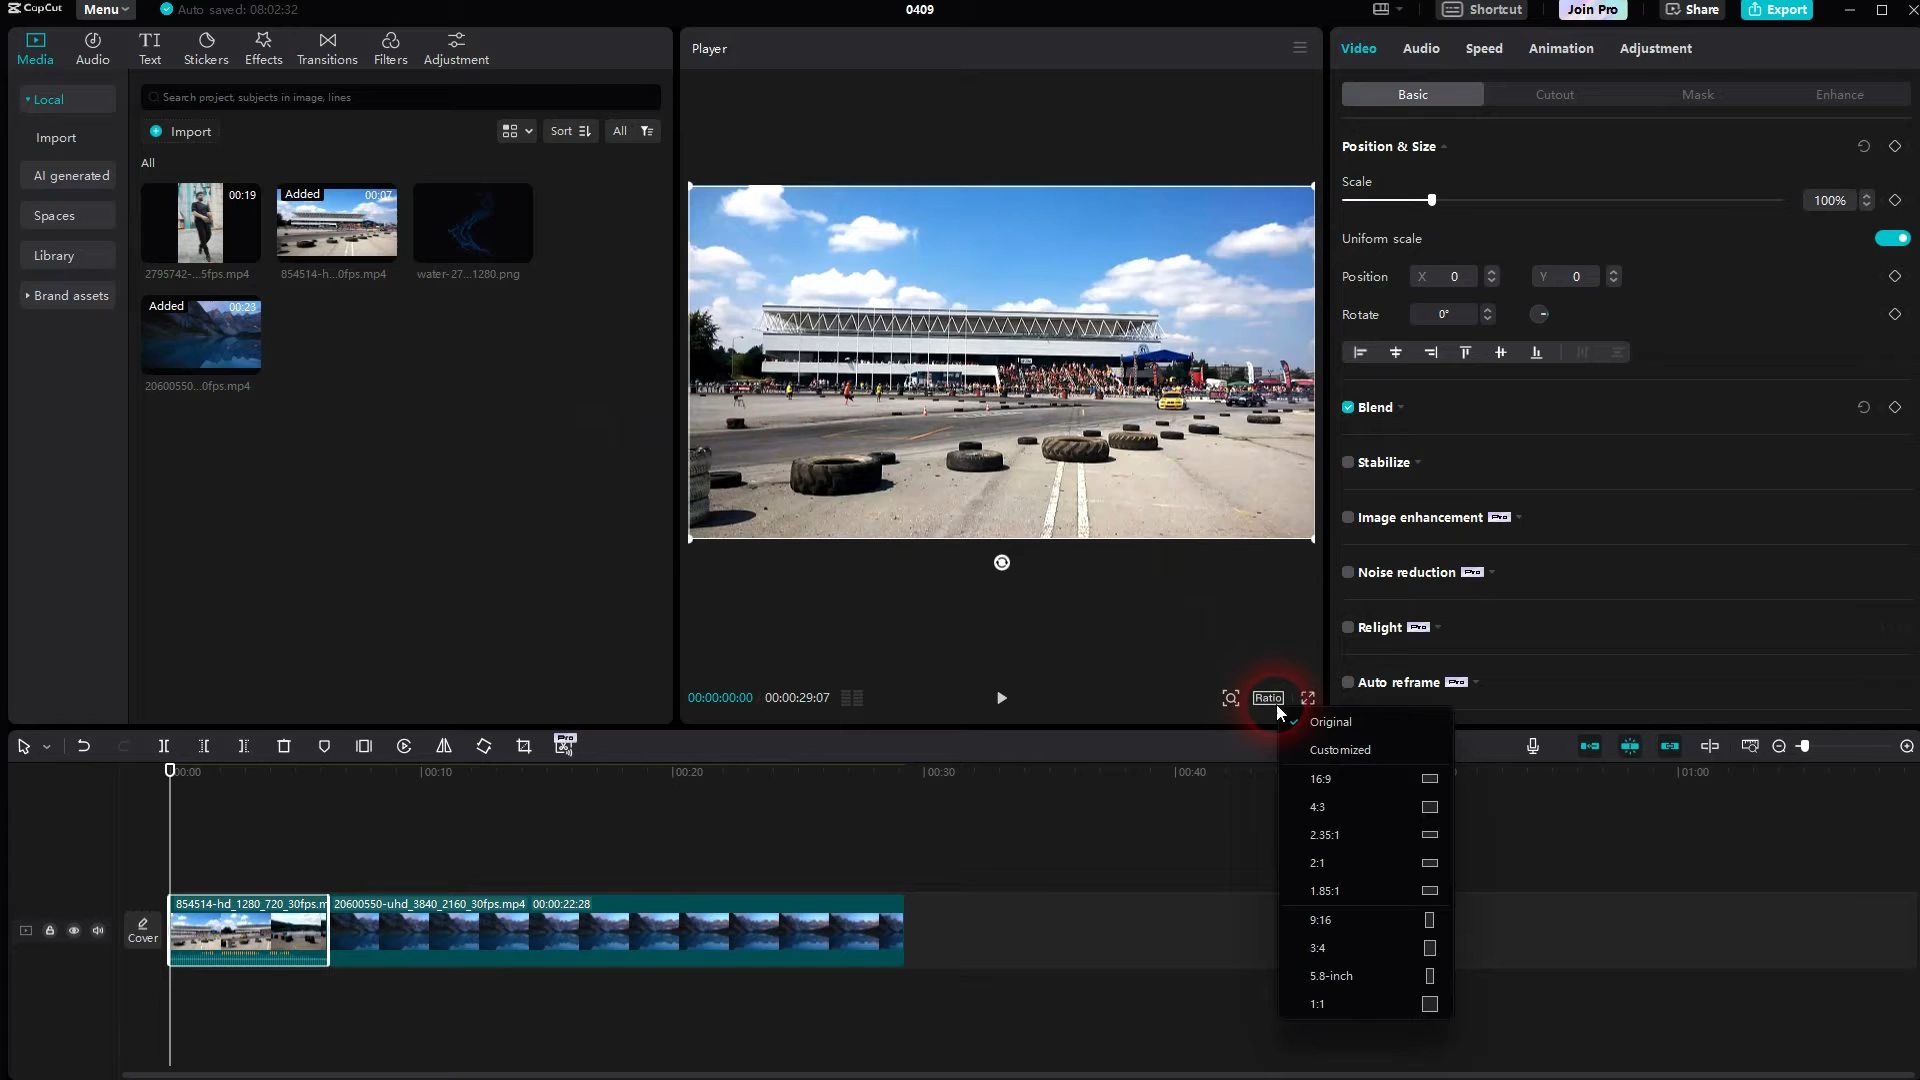 CapCut
Menu
Auto saved: 08:02:32
0409
Shortcut
Join Pro
Share
Export
Media
Audio
Text
Stickers
Effects
Transitions
Filters
Adjustment
Local
Import
AI generated
Spaces
Library
Brand assets
Search project, subjects in image, lines
Import
Sort
All
All
00:19
2795742-...5fps.mp4
Added
00:07
854514-h...0fps.mp4
water-27...1280.png
Added
00:23
20600550...0fps.mp4
Player
00:00:00:00
00:00:29:07
Ratio
Original
Customized
16:9
4:3
2.35:1
2:1
1.85:1
9:16
3:4
5.8-inch
1:1
Video
Audio
Speed
Animation
Adjustment
Basic
Cutout
Mask
Enhance
Position & Size
Scale
100%
Uniform scale
Position
X 0
Y 0
Rotate
0°
Blend
Stabilize
Image enhancement Pro
Noise reduction Pro
Relight Pro
Auto reframe Pro
Pro
00:00
00:10
00:20
00:30
00:40
01:00
Cover
854514-hd_1280_720_30fps.m
20600550-uhd_3840_2160_30fps.mp4 00:00:22:28